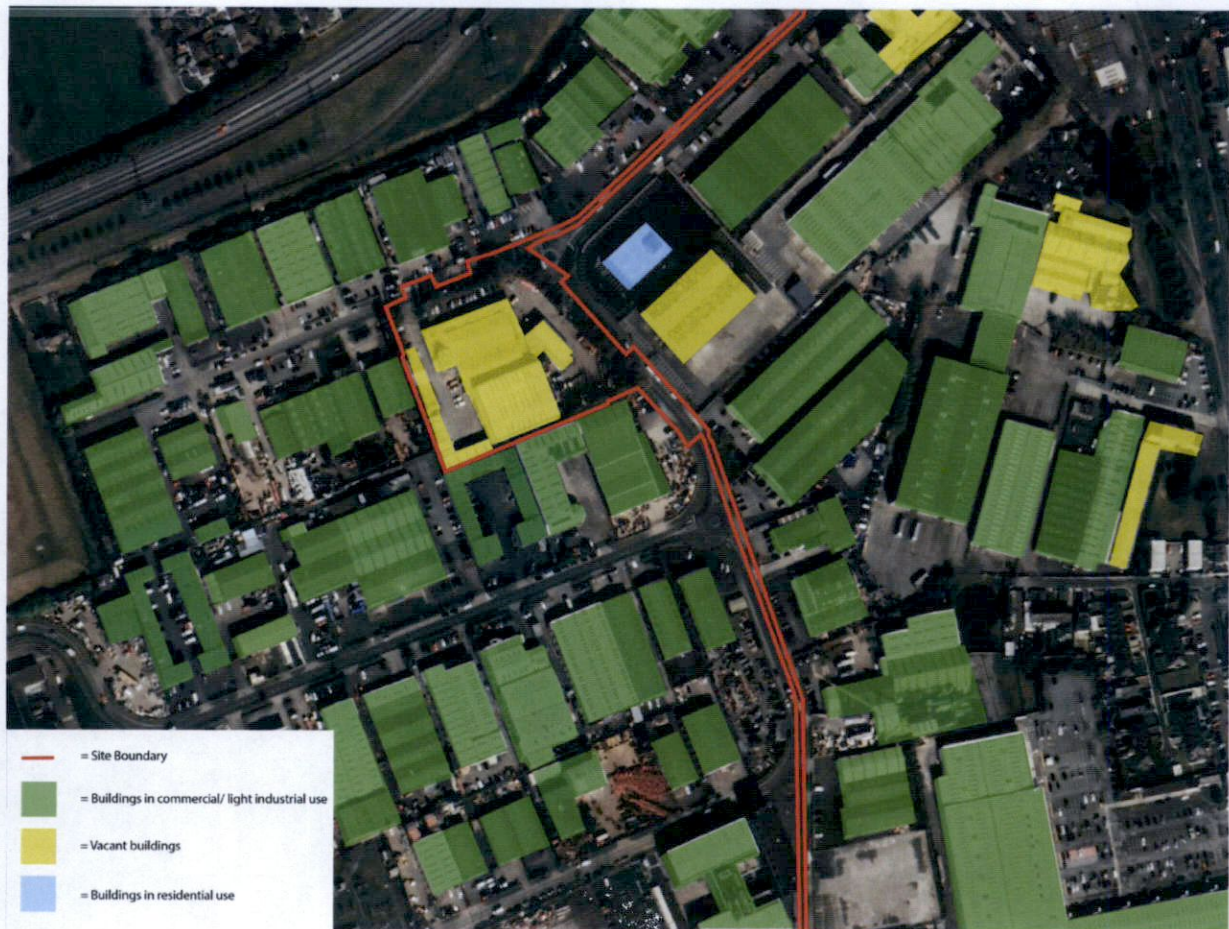 = Site Boundary
= Buildings in commercial/ light industrial use
= Vacant buildings
= Buildings in residential use